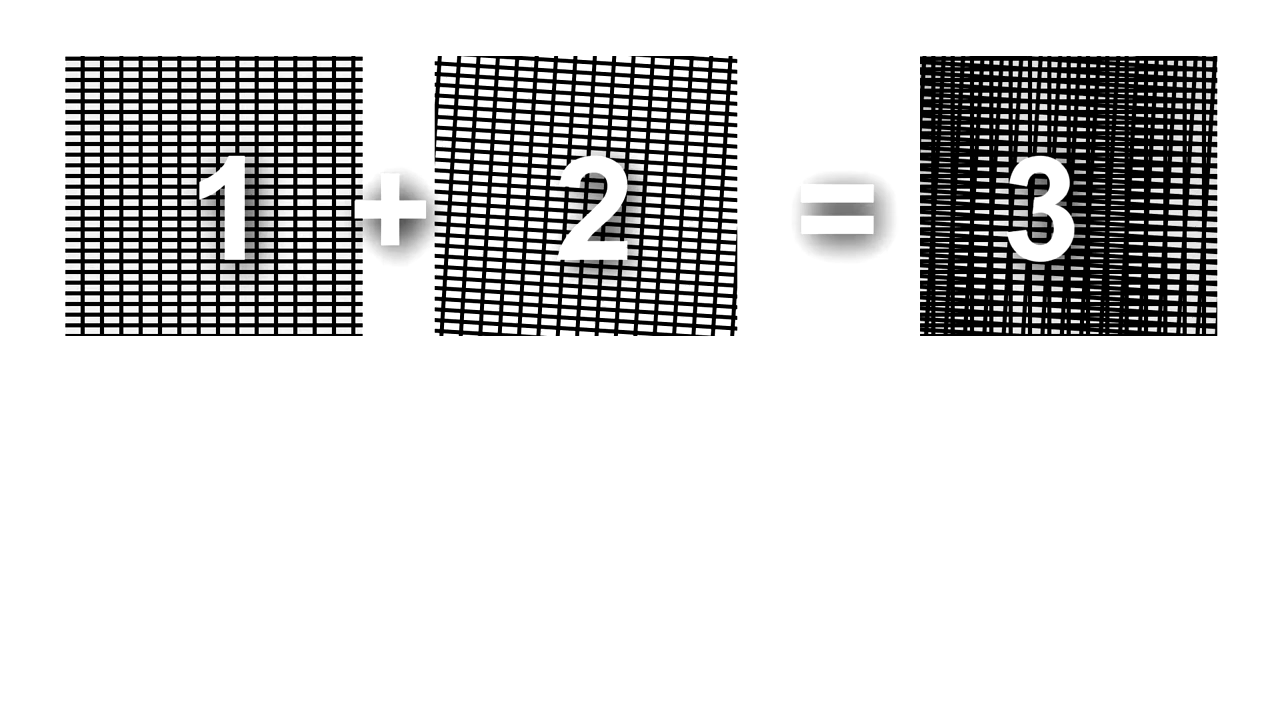 1 + 2 = 3